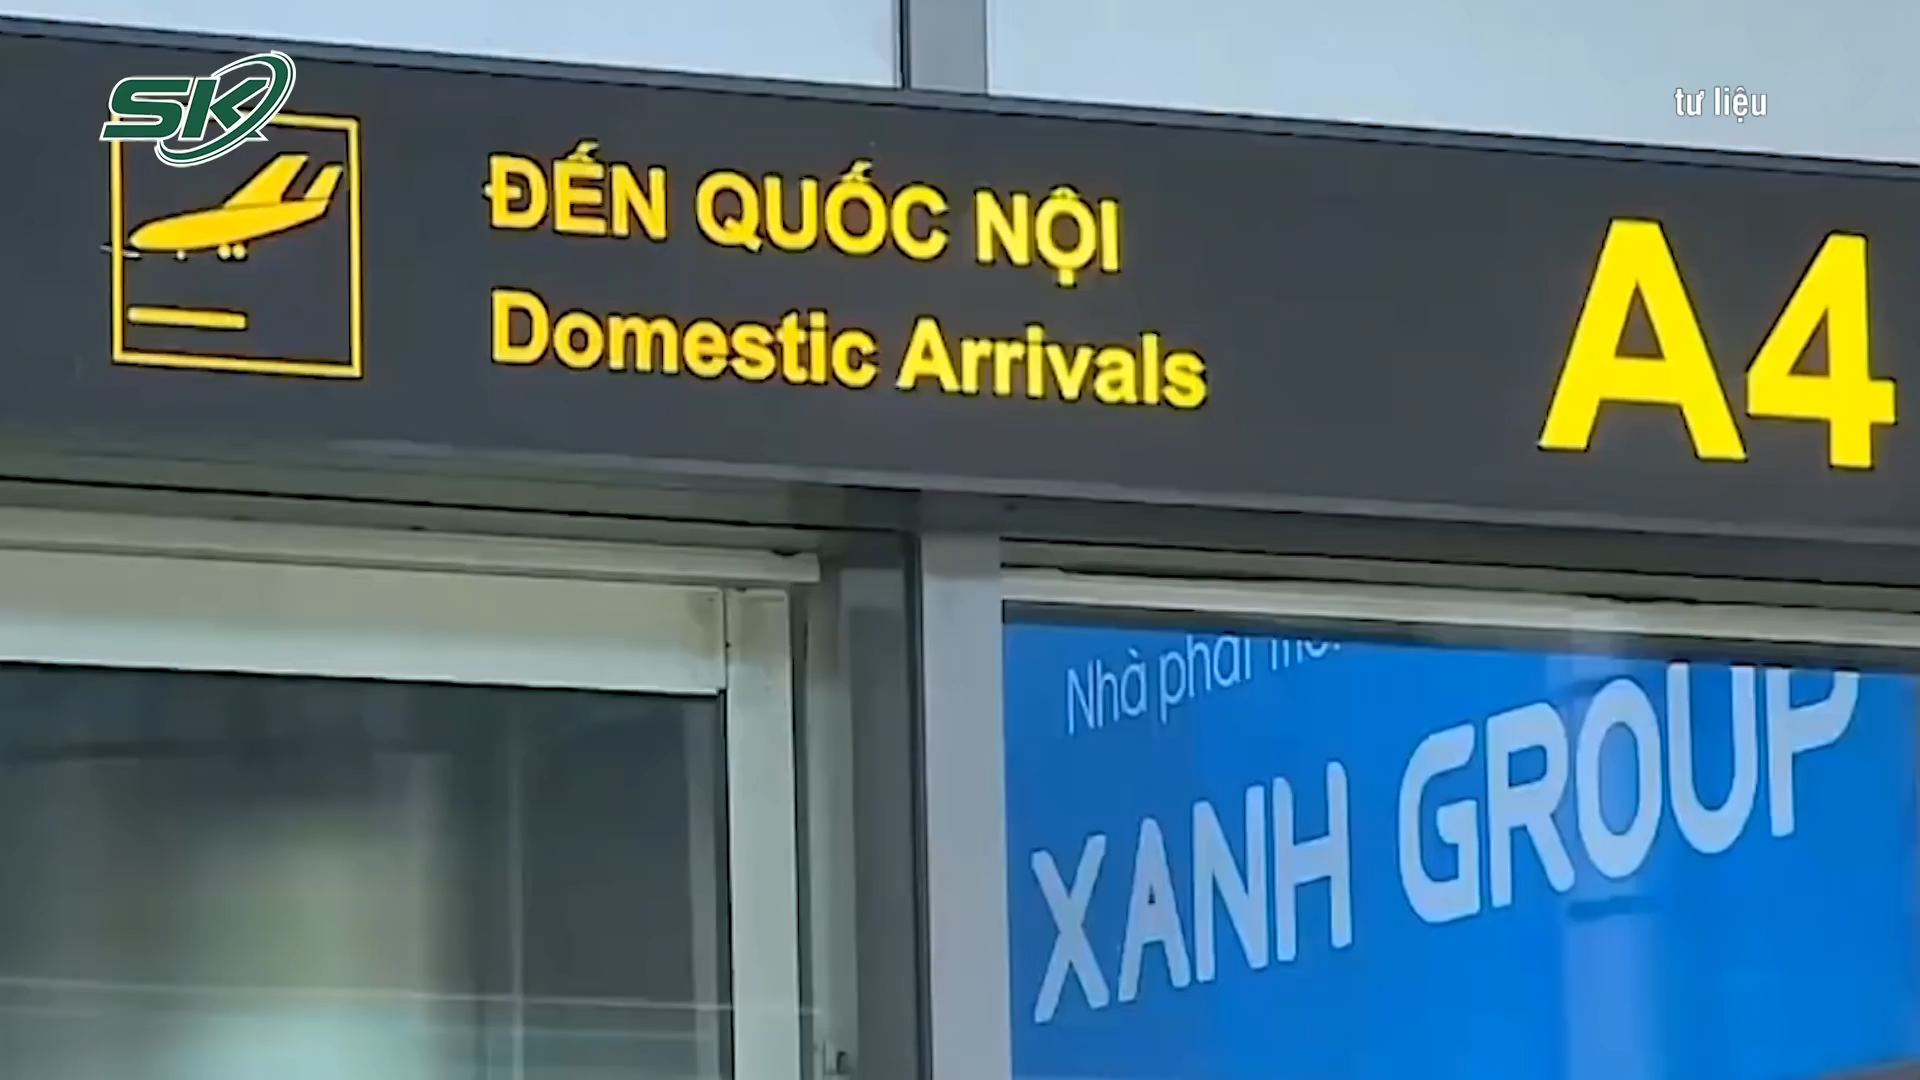 SK
tư liệu
ĐẾN QUỐC NỘI
Domestic Arrivals
A4
Nhà phát
XANH GROUP